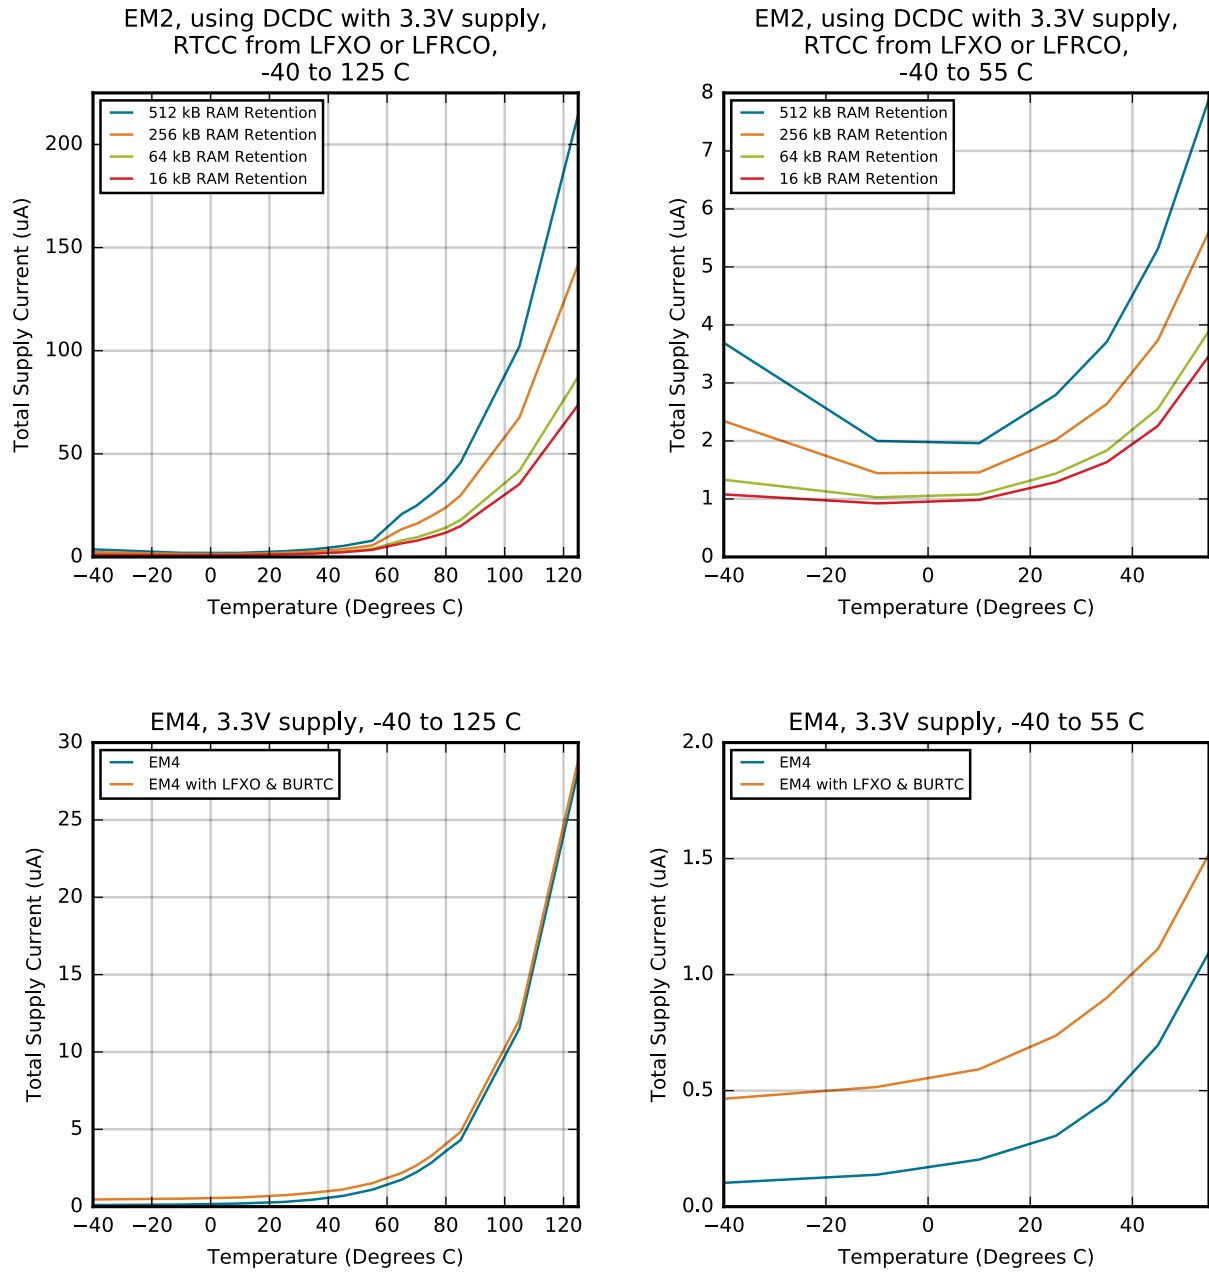 EM2, using DCDC with 3.3V supply,
RTCC from LFXO or LFRCO,
-40 to 125 C
512 kB RAM Retention
256 kB RAM Retention
64 kB RAM Retention
16 kB RAM Retention
Total Supply Current (uA)
200
150
100
50
0
−40 −20 0 20 40 60 80 100 120
Temperature (Degrees C)
EM2, using DCDC with 3.3V supply,
RTCC from LFXO or LFRCO,
-40 to 55 C
512 kB RAM Retention
256 kB RAM Retention
64 kB RAM Retention
16 kB RAM Retention
Total Supply Current (uA)
8
7
6
5
4
3
2
1
0
−40 −20 0 20 40
Temperature (Degrees C)
EM4, 3.3V supply, -40 to 125 C
EM4
EM4 with LFXO & BURTC
Total Supply Current (uA)
30
25
20
15
10
5
0
−40 −20 0 20 40 60 80 100 120
Temperature (Degrees C)
EM4, 3.3V supply, -40 to 55 C
EM4
EM4 with LFXO & BURTC
Total Supply Current (uA)
2.0
1.5
1.0
0.5
0.0
−40 −20 0 20 40
Temperature (Degrees C)